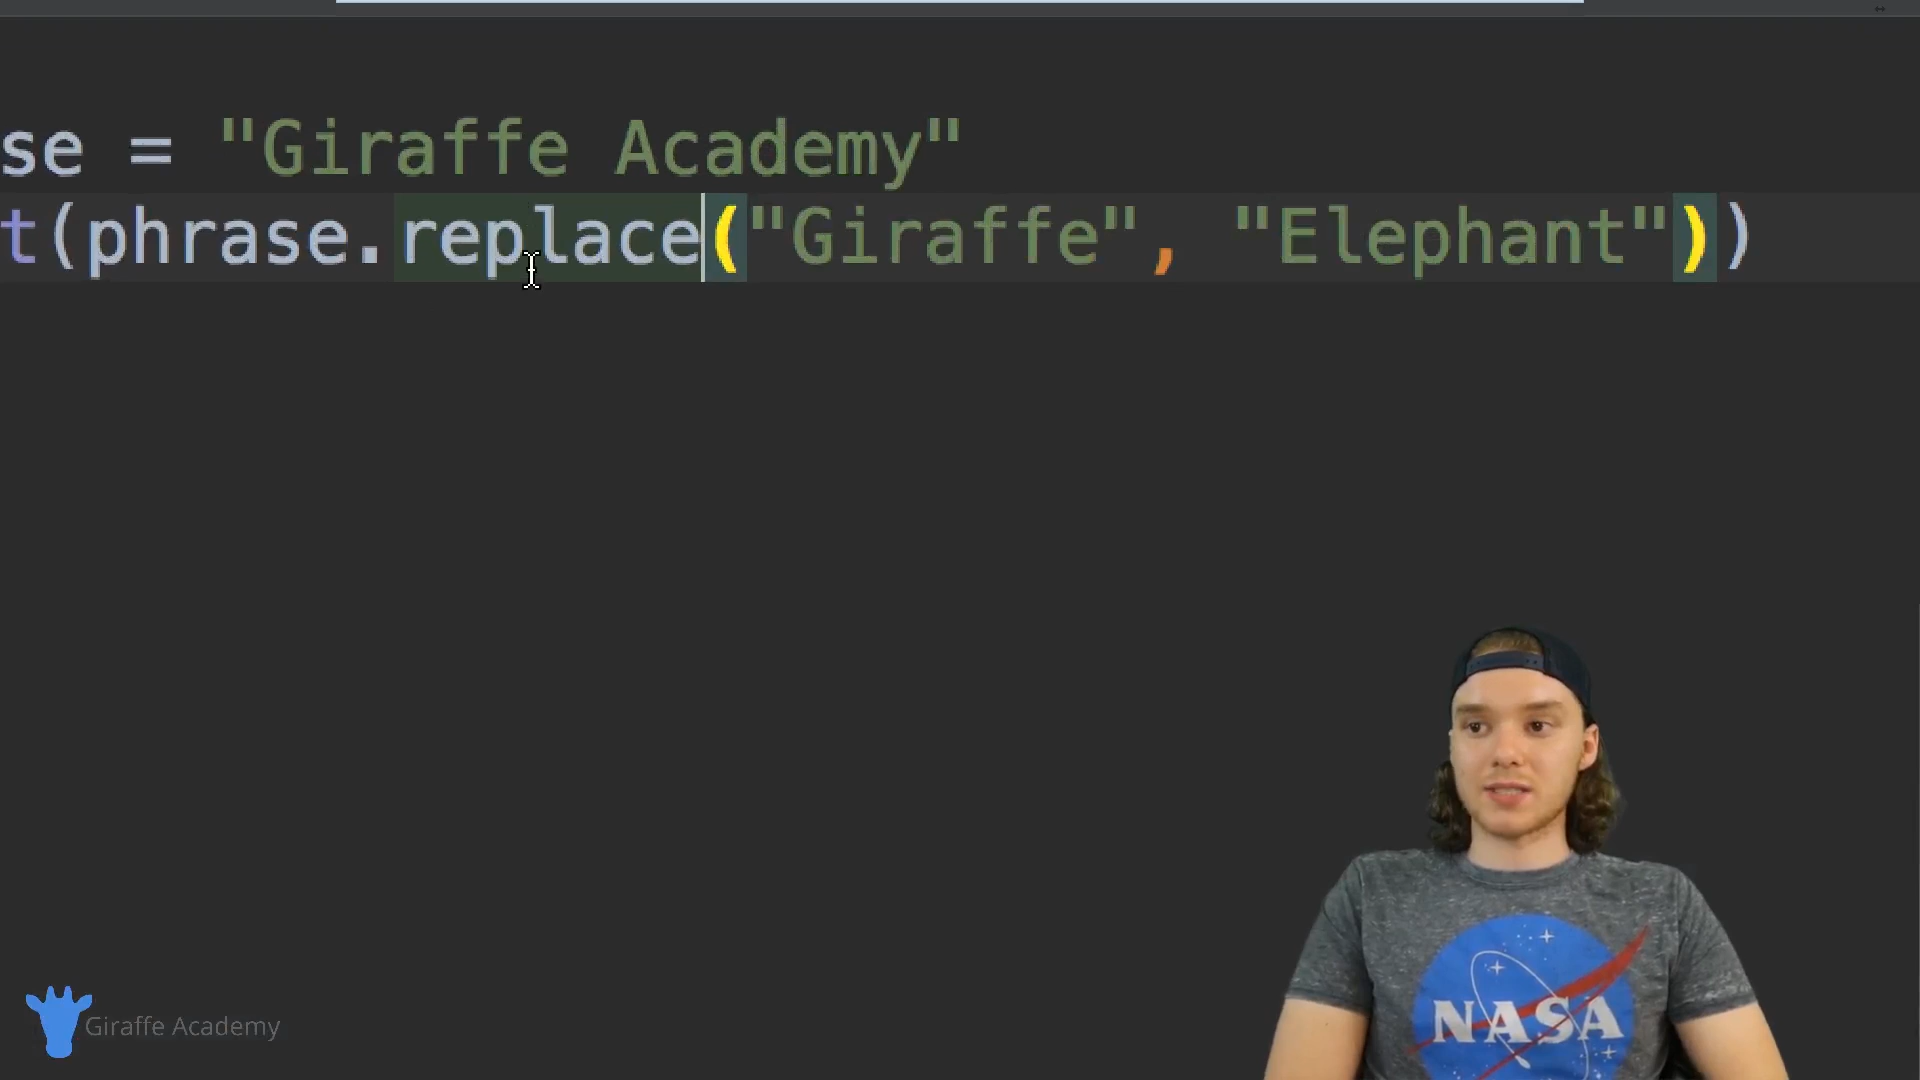 se = "Giraffe Academy"
t(phrase.replace("Giraffe", "Elephant"))
NASA
Giraffe Academy